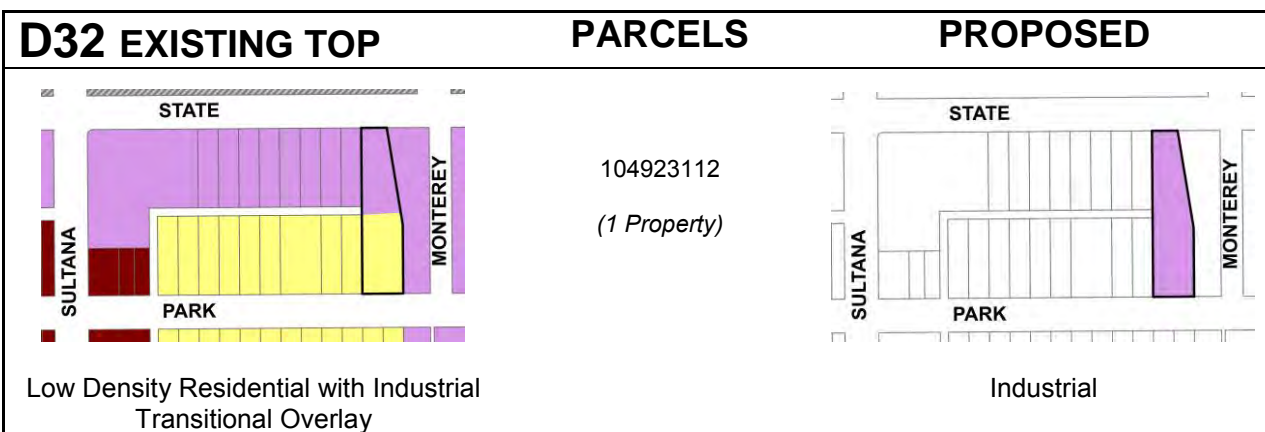 D32 EXISTING TOP
PARCELS
PROPOSED
STATE
SULTANA
MONTEREY
PARK
104923112
(1 Property)
STATE
SULTANA
MONTEREY
PARK
Low Density Residential with Industrial
Transitional Overlay
Industrial